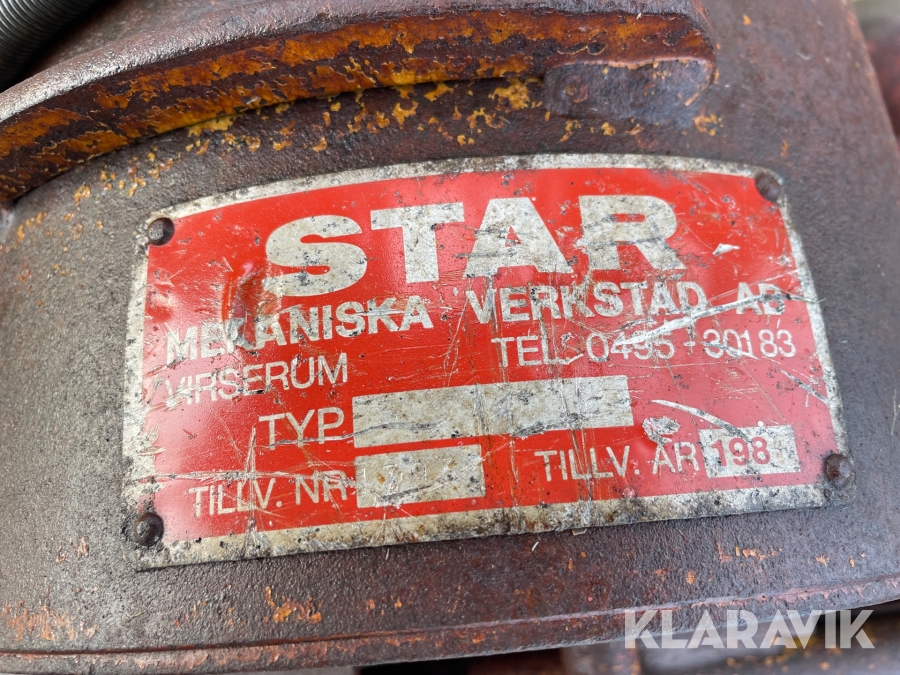 STAR
MEKANISKA VERKSTAD AB
VIRSERUM TEL. 0495-30183
TYP
TILLV. NR
TILLV. ÅR 198
KLARAVIK